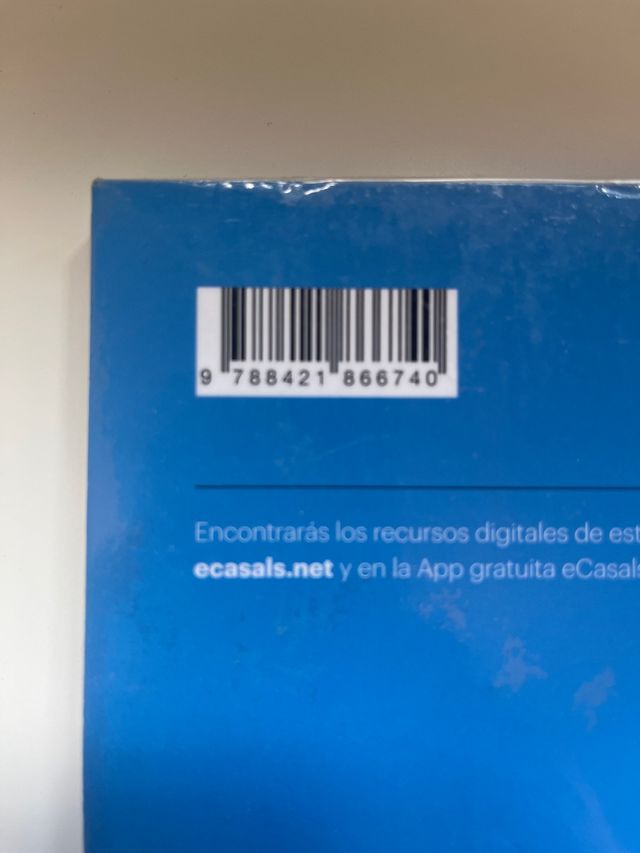 9 788421 866740
Encontrarás los recursos digitales de est
ecasals.net y en la App gratuita eCasals